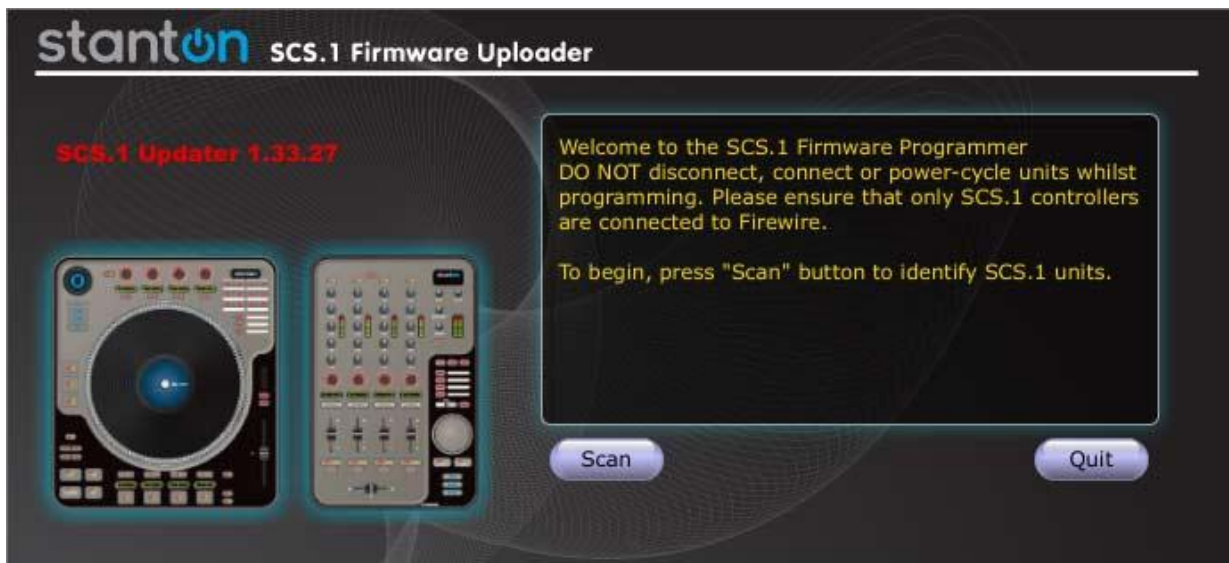 stanton SCS.1 Firmware Uploader
SCS.1 Updater 1.33.27
Welcome to the SCS.1 Firmware Programmer
DO NOT disconnect, connect or power-cycle units whilst
programming. Please ensure that only SCS.1 controllers
are connected to Firewire.
To begin, press "Scan" button to identify SCS.1 units.
Scan
Quit